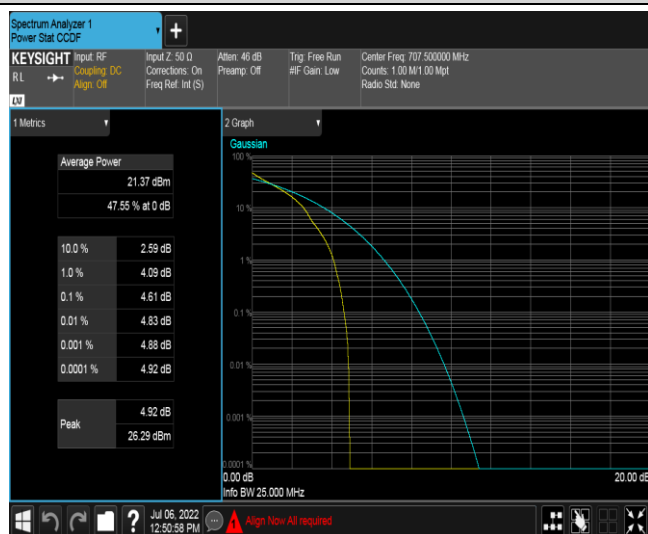 Spectrum Analyzer 1
Power Stat CCDF
+
KEYSIGHT
RL
LXI
Input: RF
Coupling: DC
Align: Off
Input Z: 50 Ω
Corrections: On
Freq Ref: Int (S)
Atten: 46 dB
Preamp: Off
Trig: Free Run
#IF Gain: Low
Center Freq: 707.500000 MHz
Counts: 1.00 M/1.00 Mpt
Radio Std: None
1 Metrics
Average Power
21.37 dBm
47.55 % at 0 dB
10.0 % 2.59 dB
1.0 % 4.09 dB
0.1 % 4.61 dB
0.01 % 4.83 dB
0.001 % 4.88 dB
0.0001 % 4.92 dB
Peak
4.92 dB
26.29 dBm
2 Graph
Gaussian
100 %
10 %
1 %
0.1 %
0.01 %
0.001 %
0.0001 %
0.00 dB 20.00 dB
Info BW 25.000 MHz
?
Jul 06, 2022
12:50:58 PM
Align Now All required